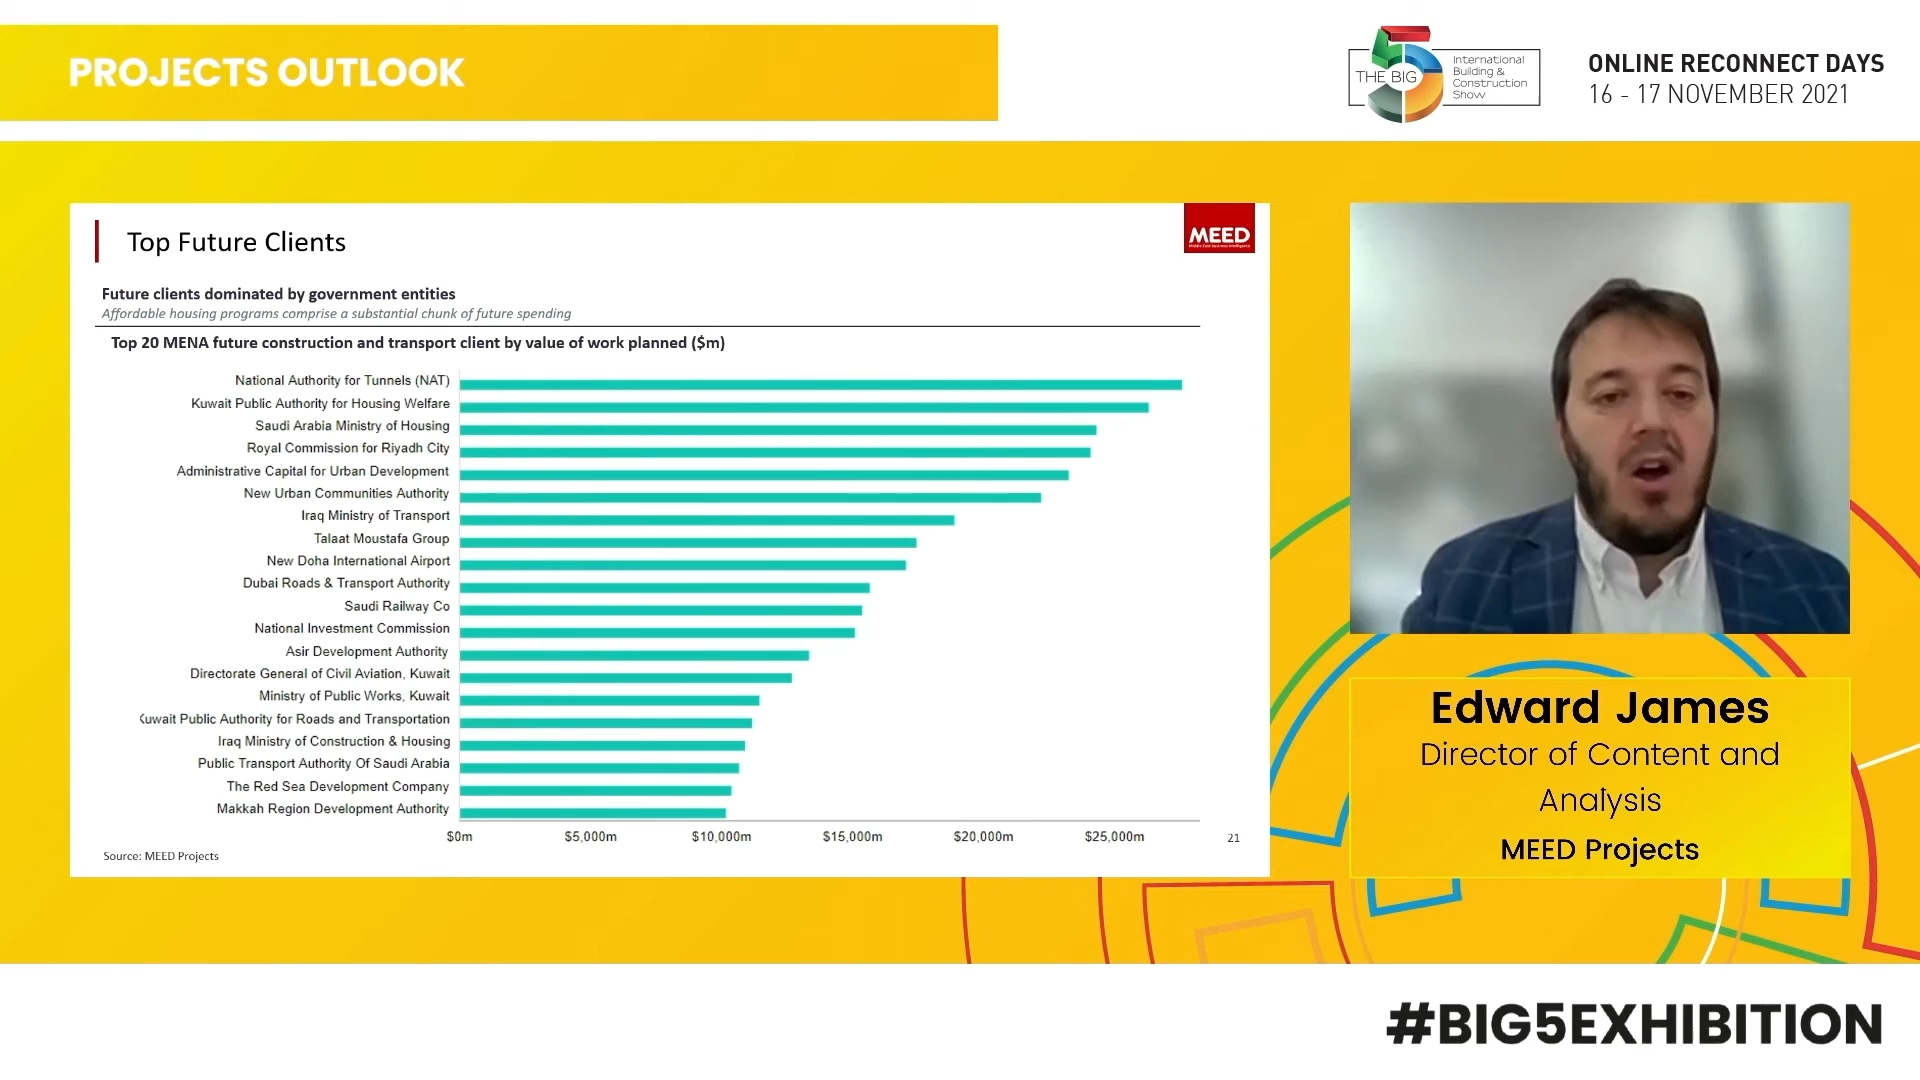 PROJECTS OUTLOOK
THE BIG 5
International
Building &
Construction
Show
ONLINE RECONNECT DAYS
16 - 17 NOVEMBER 2021
Top Future Clients
MEED
Middle East business intelligence
Future clients dominated by government entities
Affordable housing programs comprise a substantial chunk of future spending
Top 20 MENA future construction and transport client by value of work planned ($m)
National Authority for Tunnels (NAT)
Kuwait Public Authority for Housing Welfare
Saudi Arabia Ministry of Housing
Royal Commission for Riyadh City
Administrative Capital for Urban Development
New Urban Communities Authority
Iraq Ministry of Transport
Talaat Moustafa Group
New Doha International Airport
Dubai Roads & Transport Authority
Saudi Railway Co
National Investment Commission
Asir Development Authority
Directorate General of Civil Aviation, Kuwait
Ministry of Public Works, Kuwait
Kuwait Public Authority for Roads and Transportation
Iraq Ministry of Construction & Housing
Public Transport Authority Of Saudi Arabia
The Red Sea Development Company
Makkah Region Development Authority
$0m $5,000m $10,000m $15,000m $20,000m $25,000m
21
Source: MEED Projects
Edward James
Director of Content and
Analysis
MEED Projects
#BIG5EXHIBITION